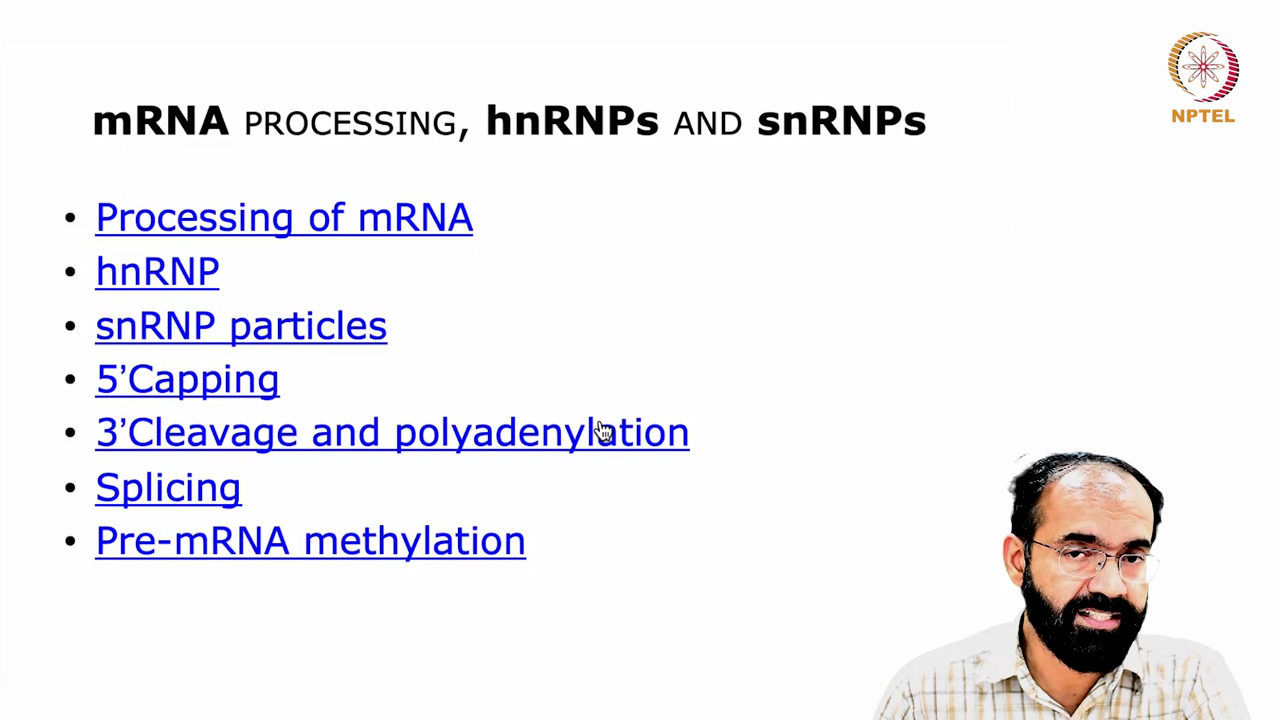 NPTEL
mRNA PROCESSING, hnRNPs AND snRNPs
• Processing of mRNA
• hnRNP
• snRNP particles
• 5’Capping
• 3’Cleavage and polyadenylation
• Splicing
• Pre-mRNA methylation